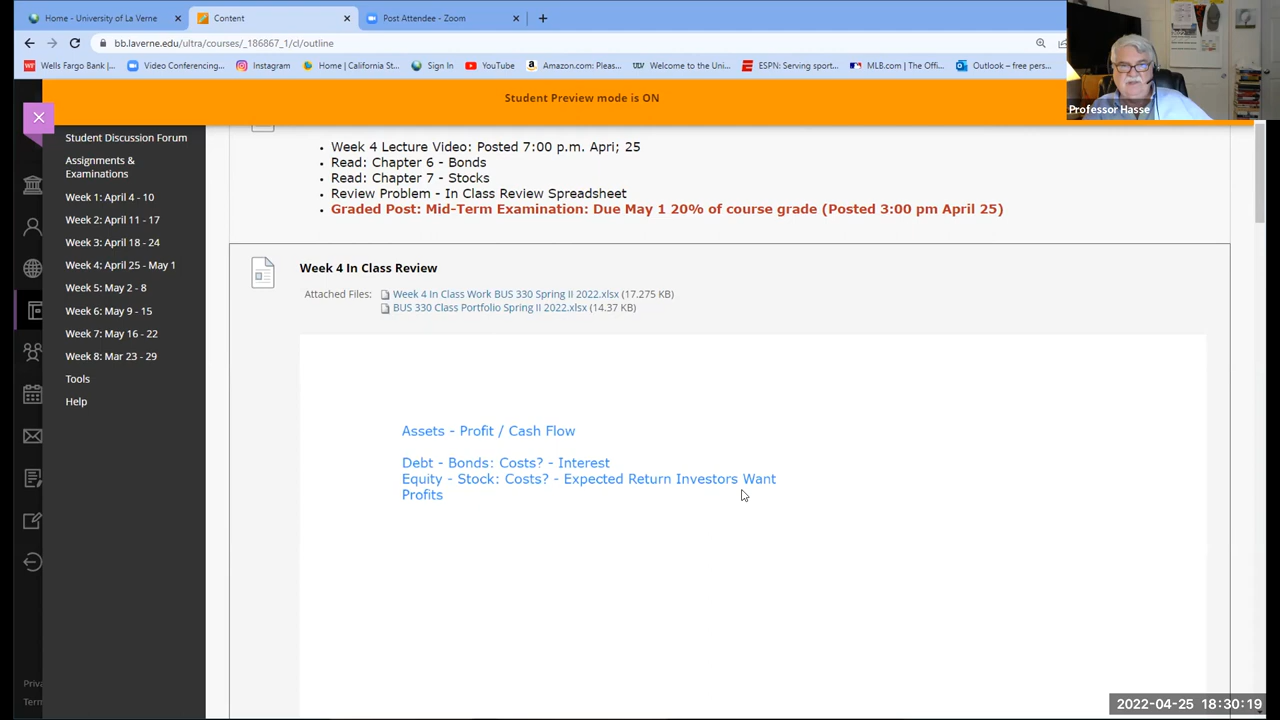 Home - University of La Verne
Content
Post Attendee - Zoom
bb.laverne.edu/ultra/courses/_186867_1/cl/outline
Wells Fargo Bank |...
Video Conferencing...
Instagram
Home | California St...
Sign In
YouTube
Amazon.com: Pleas...
Welcome to the Uni...
ESPN: Serving sport...
MLB.com | The Offi...
Outlook – free pers...
Professor Hasse
Student Preview mode is ON
Student Discussion Forum
Assignments &
Examinations
Week 1: April 4 - 10
Week 2: April 11 - 17
Week 3: April 18 - 24
Week 4: April 25 - May 1
Week 5: May 2 - 8
Week 6: May 9 - 15
Week 7: May 16 - 22
Week 8: Mar 23 - 29
Tools
Help
Week 4 Lecture Video: Posted 7:00 p.m. Apri; 25
Read: Chapter 6 - Bonds
Read: Chapter 7 - Stocks
Review Problem - In Class Review Spreadsheet
Graded Post: Mid-Term Examination: Due May 1 20% of course grade (Posted 3:00 pm April 25)
Week 4 In Class Review
Attached Files: Week 4 In Class Work BUS 330 Spring II 2022.xlsx (17.275 KB)
BUS 330 Class Portfolio Spring II 2022.xlsx (14.37 KB)
Assets - Profit / Cash Flow
Debt - Bonds: Costs? - Interest
Equity - Stock: Costs? - Expected Return Investors Want
Profits
Priva
Term
2022-04-25 18:30:19